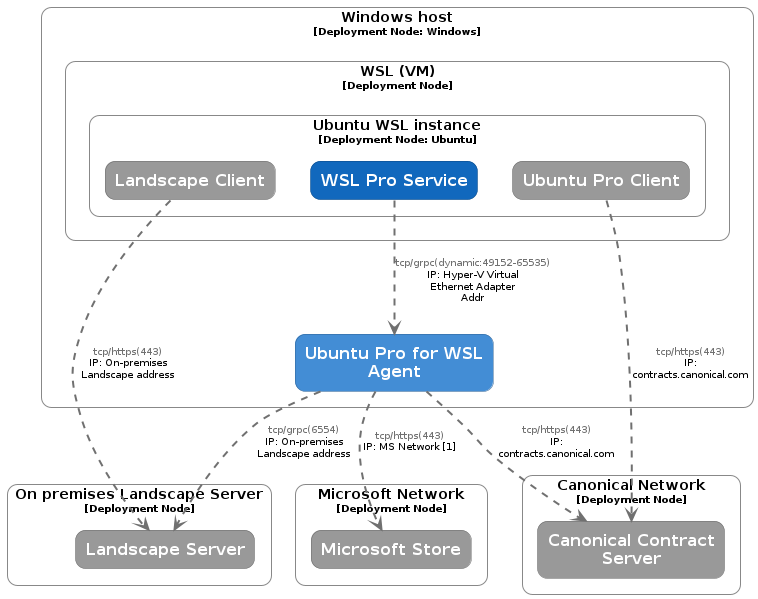 Windows host
[Deployment Node: Windows]
WSL (VM)
[Deployment Node]
Ubuntu WSL instance
[Deployment Node: Ubuntu]
Landscape Client
WSL Pro Service
Ubuntu Pro Client
tcp/grpc(dynamic:49152-65535)
IP: Hyper-V Virtual
Ethernet Adapter
Addr
tcp/https(443)
IP: On-premises
Landscape address
Ubuntu Pro for WSL
Agent
tcp/https(443)
IP:
contracts.canonical.com
tcp/grpc(6554)
IP: On-premises
Landscape address
tcp/https(443)
IP: MS Network [1]
tcp/https(443)
IP:
contracts.canonical.com
On premises Landscape Server
[Deployment Node]
Landscape Server
Microsoft Network
[Deployment Node]
Microsoft Store
Canonical Network
[Deployment Node]
Canonical Contract
Server